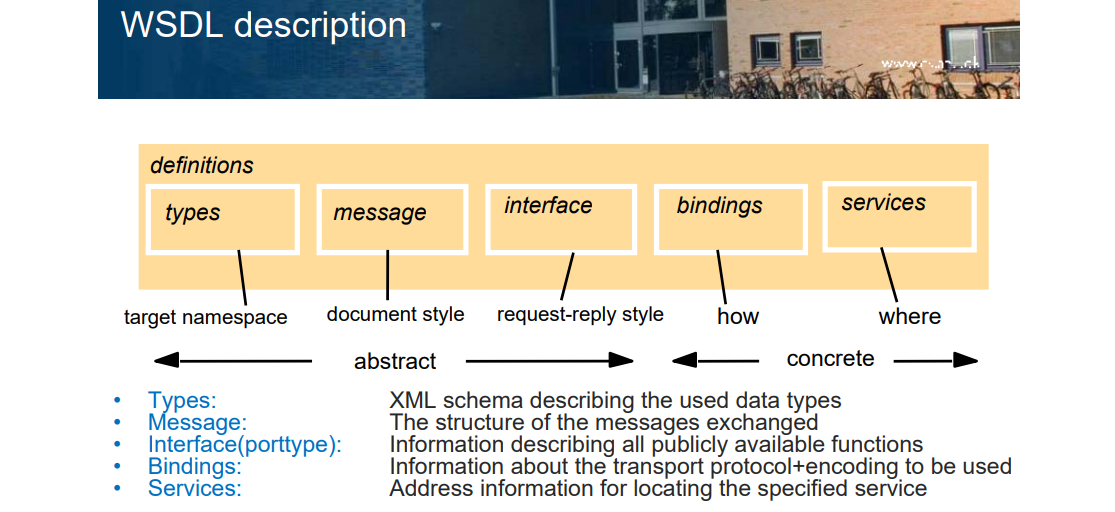 WSDL description
definitions
types message interface bindings services
target namespace document style request-reply style how where
abstract concrete
• Types: XML schema describing the used data types
• Message: The structure of the messages exchanged
• Interface(porttype): Information describing all publicly available functions
• Bindings: Information about the transport protocol+encoding to be used
• Services: Address information for locating the specified service